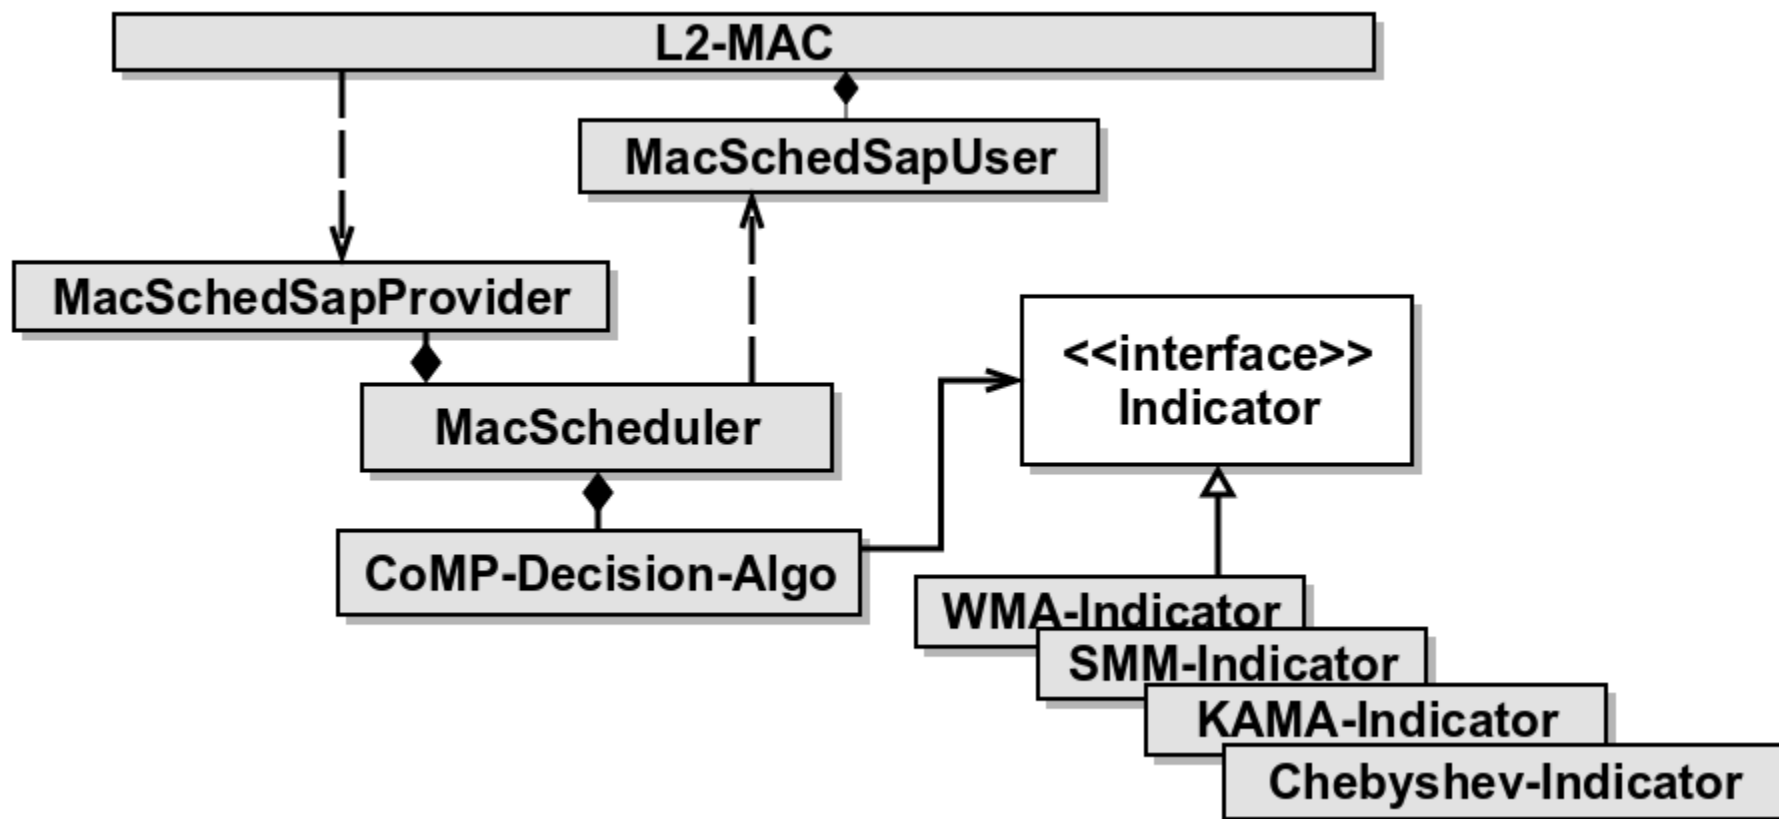 L2-MAC
MacSchedSapUser
MacSchedSapProvider
<<interface>>
Indicator
MacScheduler
CoMP-Decision-Algo
WMA-Indicator
SMM-Indicator
KAMA-Indicator
Chebyshev-Indicator